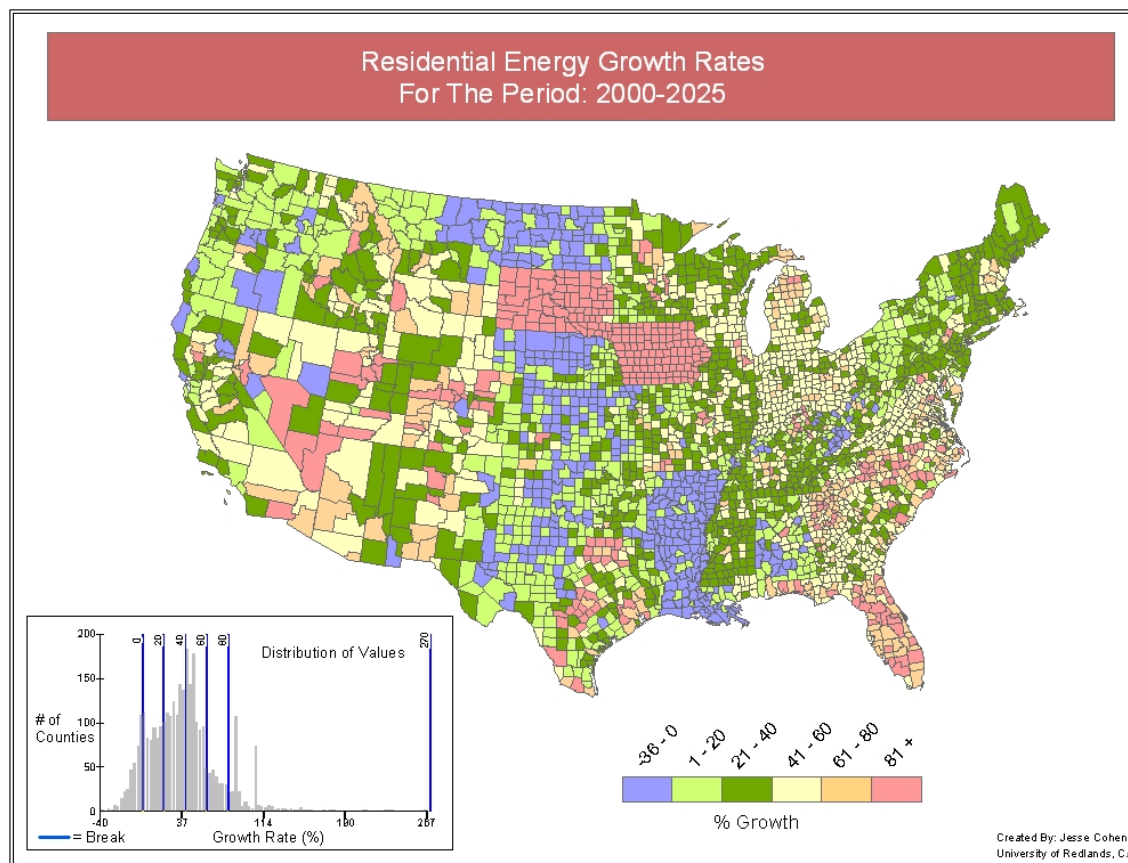 Residential Energy Growth Rates
For The Period: 2000-2025
200
150
100
50
0
# of
Counties
0
20
40
60
80
270
Distribution of Values
-40
37
114
190
267
= Break
Growth Rate (%)
-36 - 0
1 - 20
21 - 40
41 - 60
61 - 80
81 +
% Growth
Created By: Jesse Cohen
University of Redlands, C